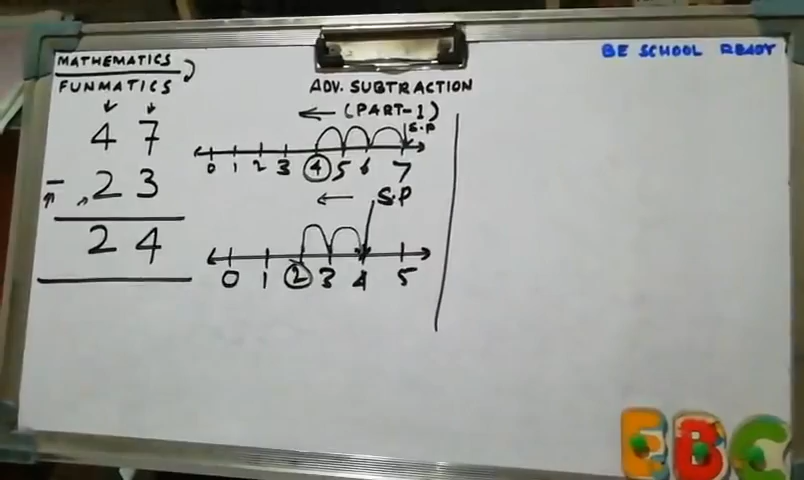 MATHEMATICS
FUNMATICS
4 7
- 2 3
2 4
ADV. SUBTRACTION
(PART-1)
S.P
0 1 2 3 4 5 6 7
S.P
0 1 2 3 4 5
BE SCHOOL READY
EBC